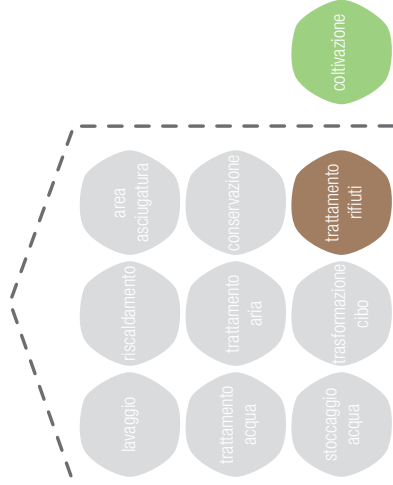 lavaggio
riscaldamento
area
asciugatura
trattamento
acqua
trattamento
aria
conservazione
stoccaggio
acqua
trasformazione
cibo
trattamento
rifiuti
coltivazione